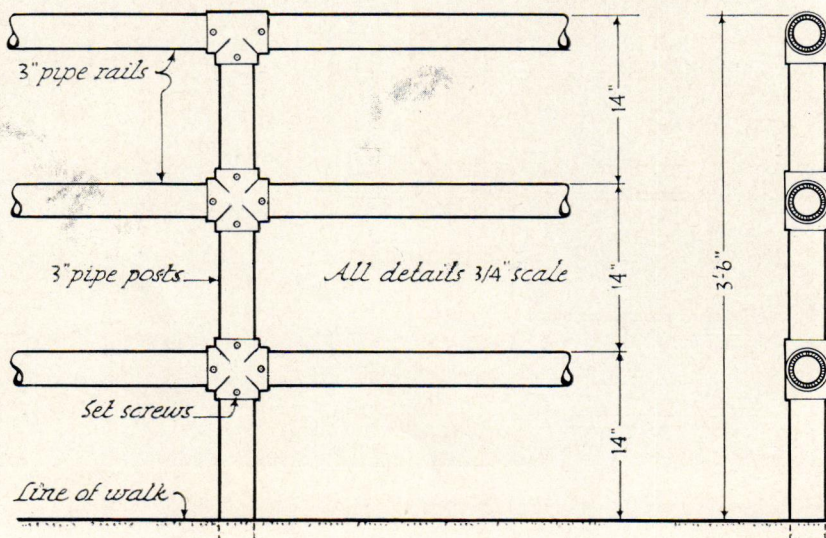 3" pipe rails
14"
14"
3'-6"
3" pipe posts
All details 3/4" scale
Set screws
14"
Line of walk